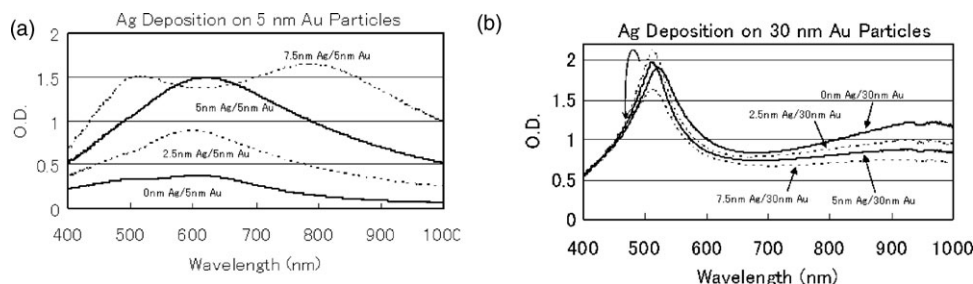 (a)
Ag Deposition on 5 nm Au Particles
2
1.5
1
0.5
0
O.D.
7.5nm Ag/5nm Au
5nm Ag/5nm Au
2.5nm Ag/5nm Au
0nm Ag/5nm Au
400 500 600 700 800 900 1000
Wavelength (nm)
(b)
Ag Deposition on 30 nm Au Particles
2
1.5
1
0.5
0
O.D.
0nm Ag/30nm Au
2.5nm Ag/30nm Au
7.5nm Ag/30nm Au
5nm Ag/30nm Au
400 500 600 700 800 900 1000
Wavelength (nm)